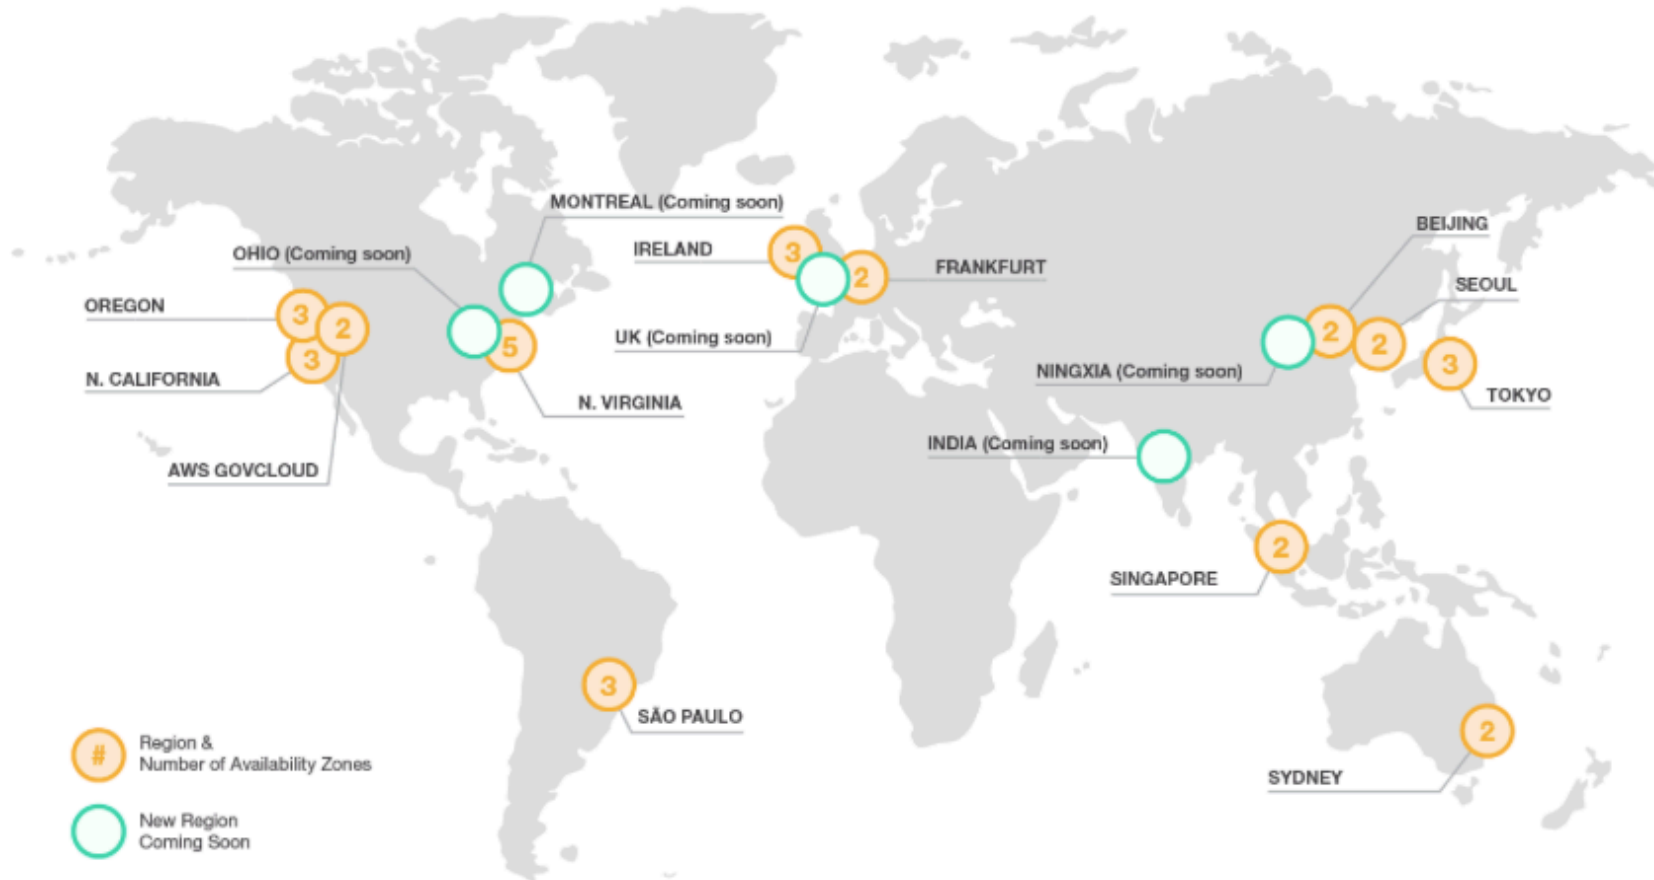 MONTREAL (Coming soon)
OHIO (Coming soon)
OREGON
3
2
3
5
N. CALIFORNIA
N. VIRGINIA
AWS GOVCLOUD
IRELAND
3
2
FRANKFURT
UK (Coming soon)
BEIJING
SEOUL
2
2
3
NINGXIA (Coming soon)
TOKYO
INDIA (Coming soon)
2
SINGAPORE
3
SÃO PAULO
2
SYDNEY
#
Region &
Number of Availability Zones
New Region
Coming Soon